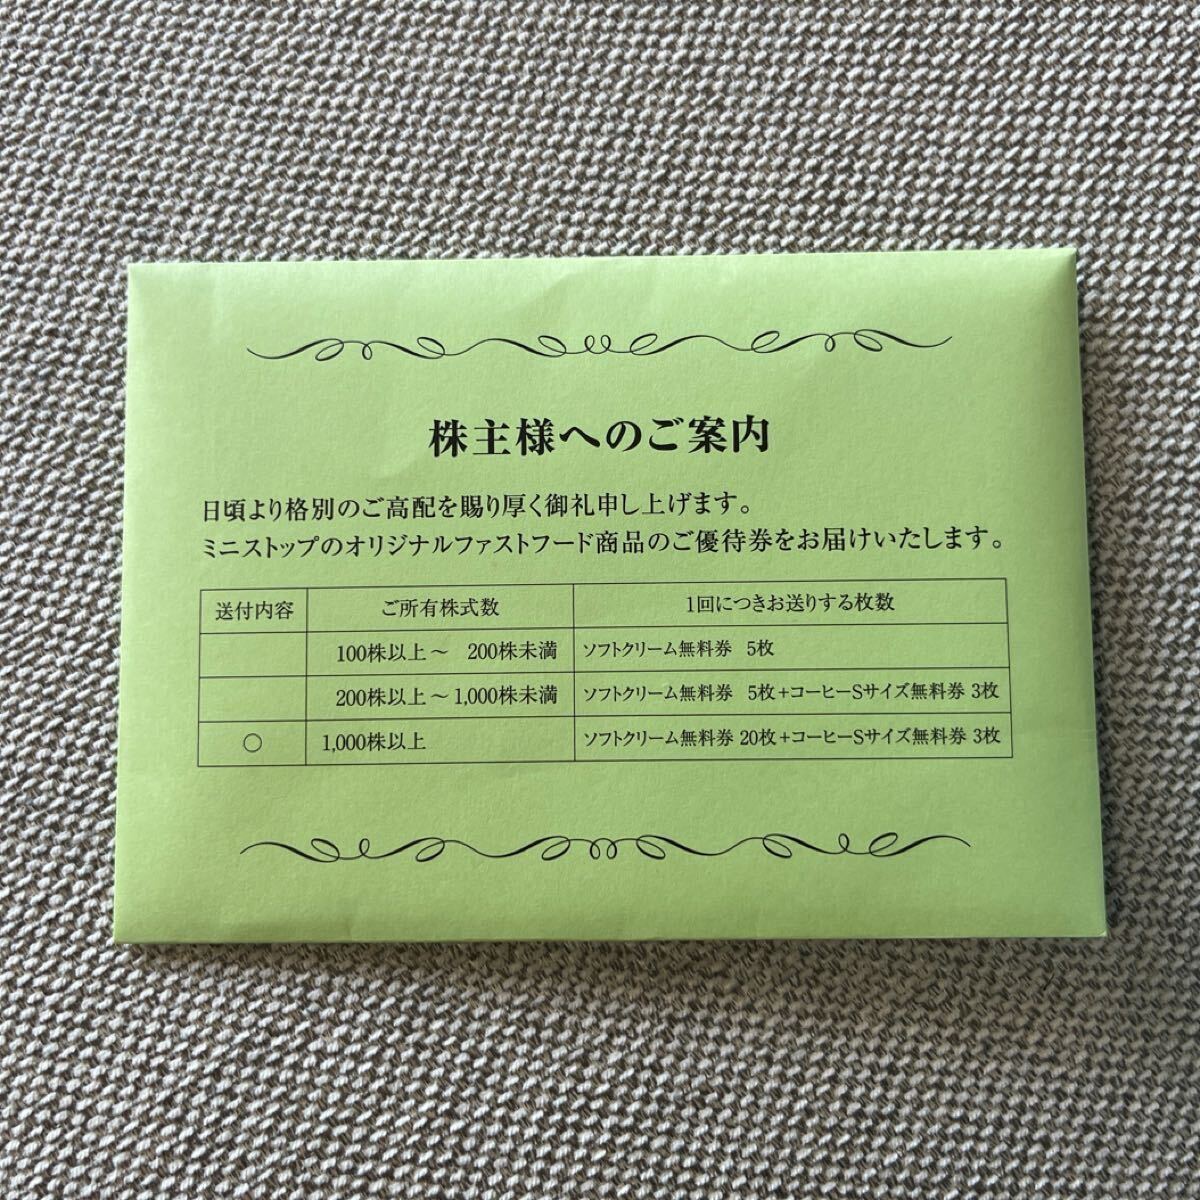 株主様へのご案内
日頃より格別のご高配を賜り厚く御礼申し上げます。
ミニストップのオリジナルファストフード商品のご優待券をお届けいたします。
送付内容 ご所有株式数 1回につきお送りする枚数
100株以上～ 200株未満 ソフトクリーム無料券 5枚
200株以上～1,000株未満 ソフトクリーム無料券 5枚+コーヒーSサイズ無料券 3枚
○ 1,000株以上 ソフトクリーム無料券 20枚+コーヒーSサイズ無料券 3枚